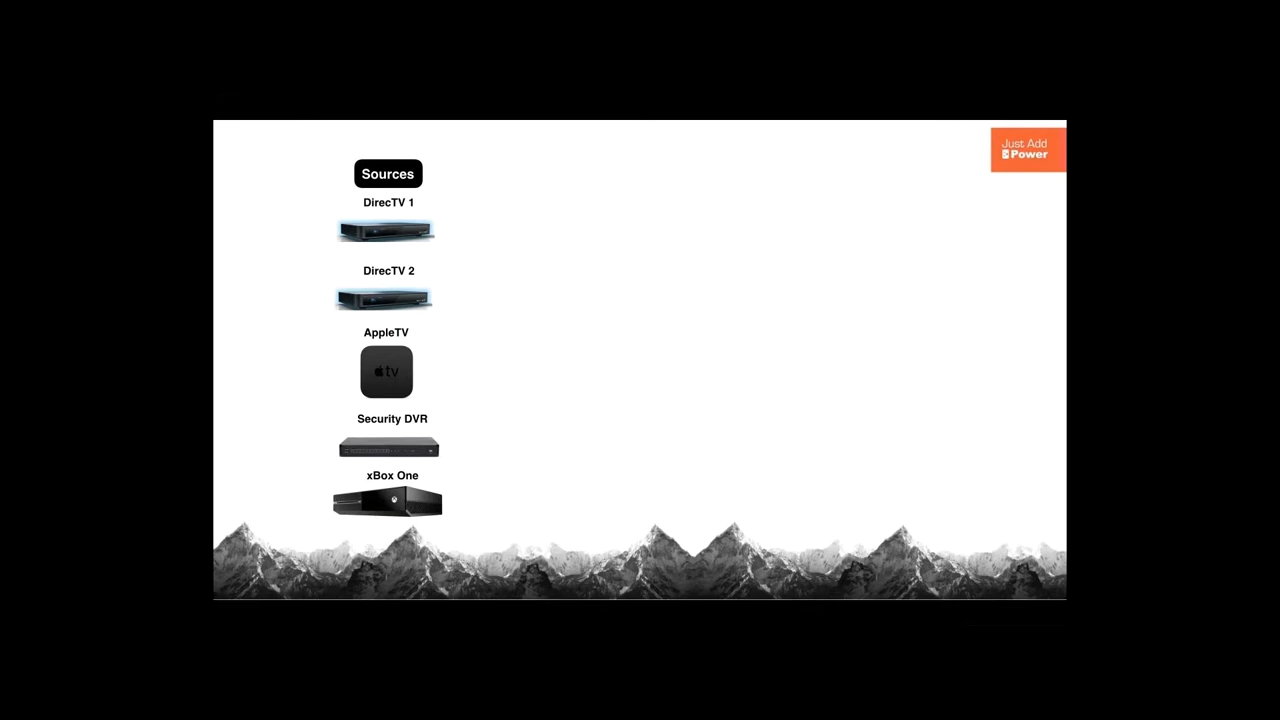 Just Add
Power
Sources
DirecTV 1
DirecTV 2
AppleTV
tv
Security DVR
xBox One